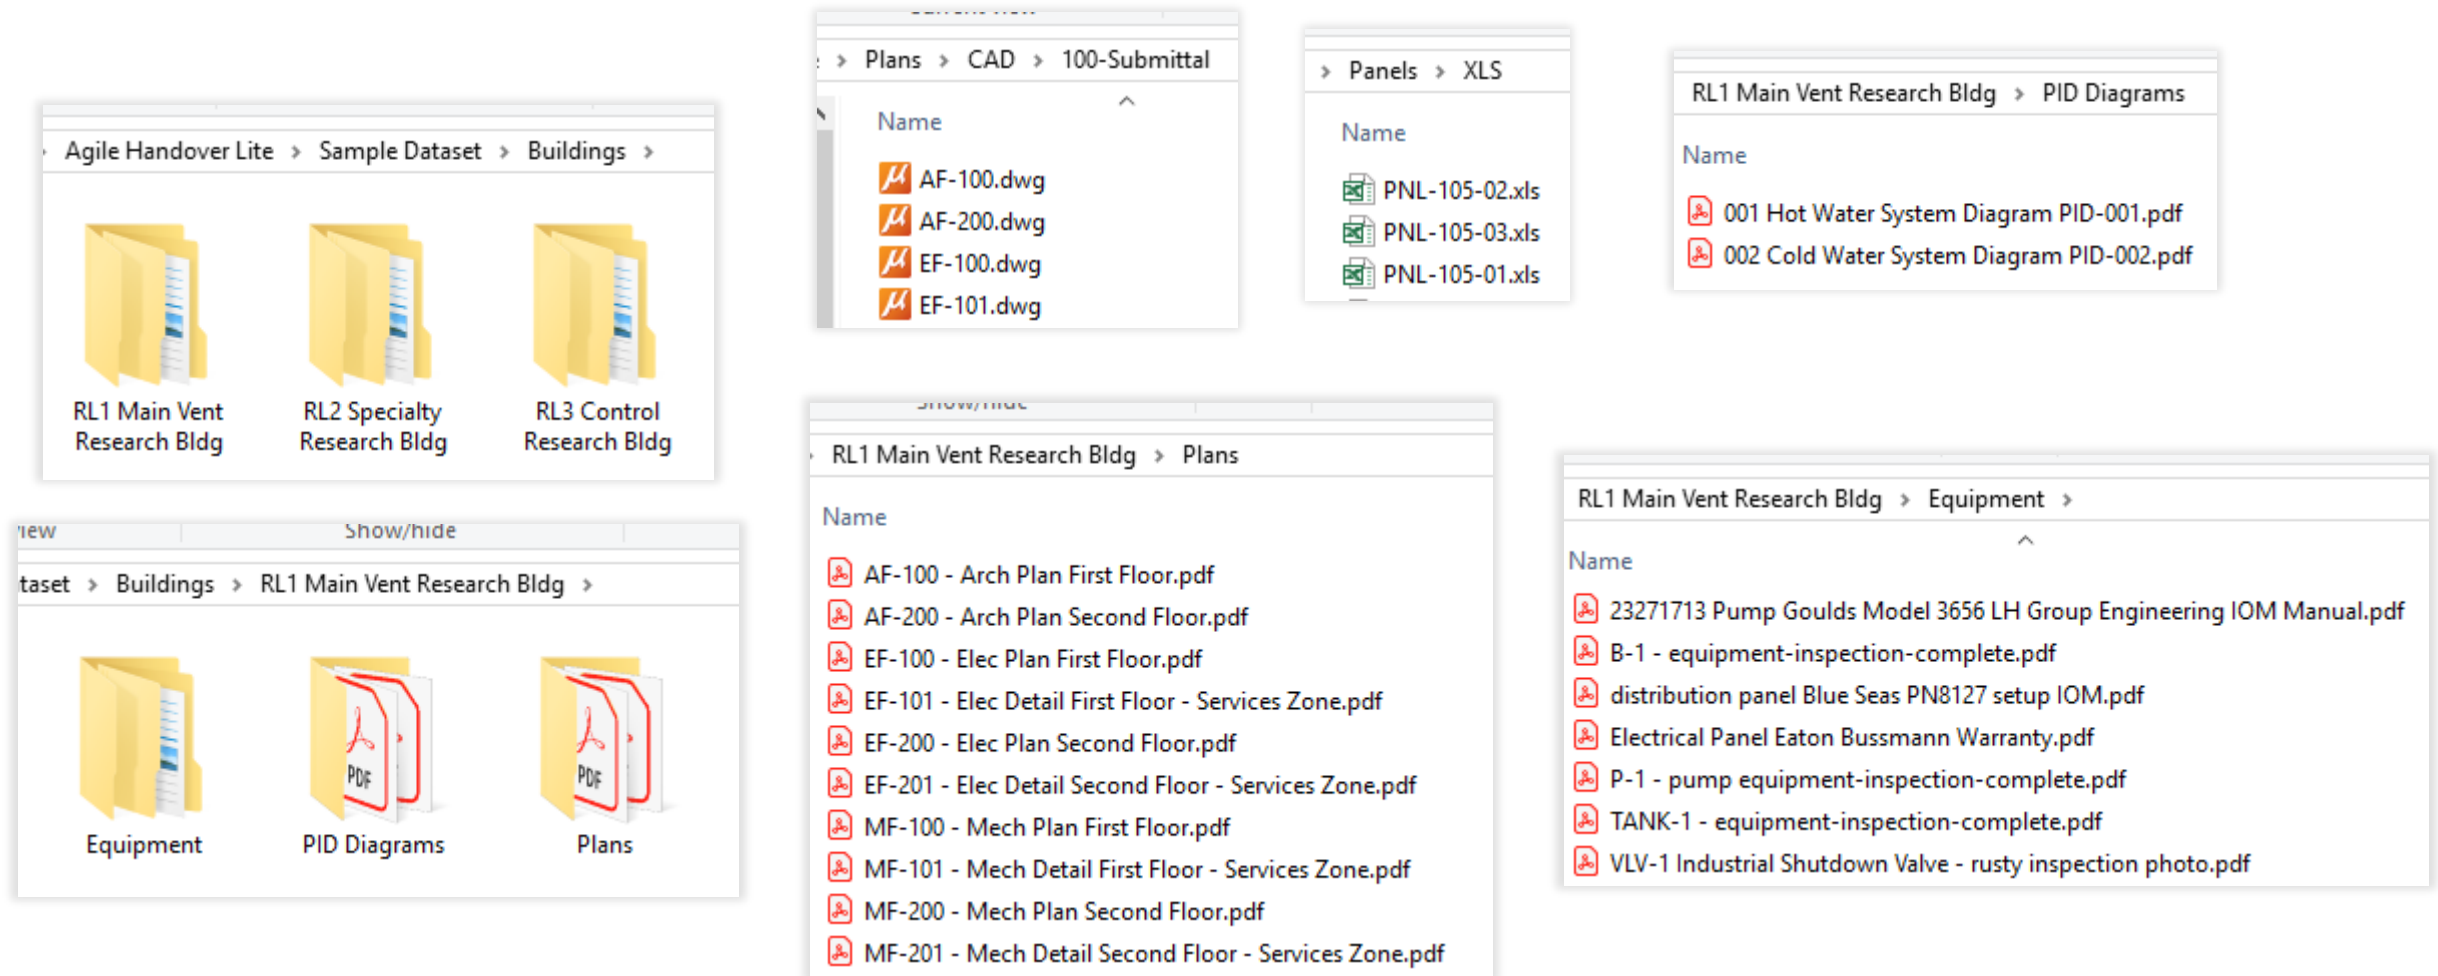 Agile Handover Lite > Sample Dataset > Buildings >
RL1 Main Vent
Research Bldg
RL2 Specialty
Research Bldg
RL3 Control
Research Bldg
Show/hide
Buildings > RL1 Main Vent Research Bldg >
Equipment
PDF
PID Diagrams
PDF
Plans
> Plans > CAD > 100-Submittal
Name
AF-100.dwg
AF-200.dwg
EF-100.dwg
EF-101.dwg
> Panels > XLS
Name
PNL-105-02.xls
PNL-105-03.xls
PNL-105-01.xls
RL1 Main Vent Research Bldg > PID Diagrams
Name
001 Hot Water System Diagram PID-001.pdf
002 Cold Water System Diagram PID-002.pdf
Show/hide
RL1 Main Vent Research Bldg > Plans
Name
AF-100 - Arch Plan First Floor.pdf
AF-200 - Arch Plan Second Floor.pdf
EF-100 - Elec Plan First Floor.pdf
EF-101 - Elec Detail First Floor - Services Zone.pdf
EF-200 - Elec Plan Second Floor.pdf
EF-201 - Elec Detail Second Floor - Services Zone.pdf
MF-100 - Mech Plan First Floor.pdf
MF-101 - Mech Detail First Floor - Services Zone.pdf
MF-200 - Mech Plan Second Floor.pdf
MF-201 - Mech Detail Second Floor - Services Zone.pdf
RL1 Main Vent Research Bldg > Equipment >
Name
23271713 Pump Goulds Model 3656 LH Group Engineering IOM Manual.pdf
B-1 - equipment-inspection-complete.pdf
distribution panel Blue Seas PN8127 setup IOM.pdf
Electrical Panel Eaton Bussmann Warranty.pdf
P-1 - pump equipment-inspection-complete.pdf
TANK-1 - equipment-inspection-complete.pdf
VLV-1 Industrial Shutdown Valve - rusty inspection photo.pdf